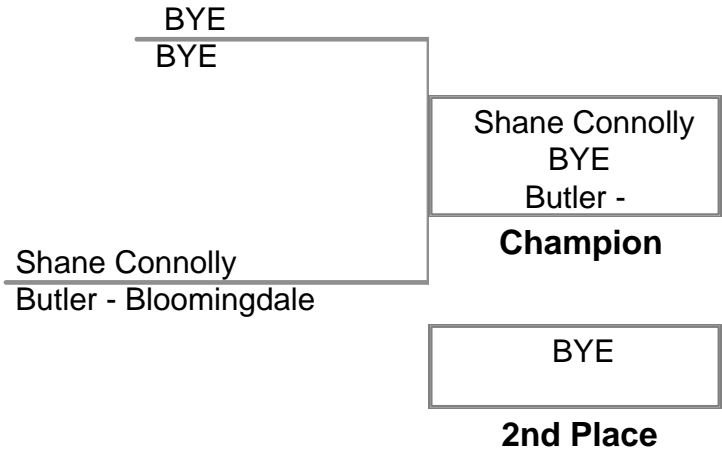 BYE
BYE
Shane Connolly
BYE
Butler -
Champion
Shane Connolly
Butler - Bloomingdale
BYE
2nd Place